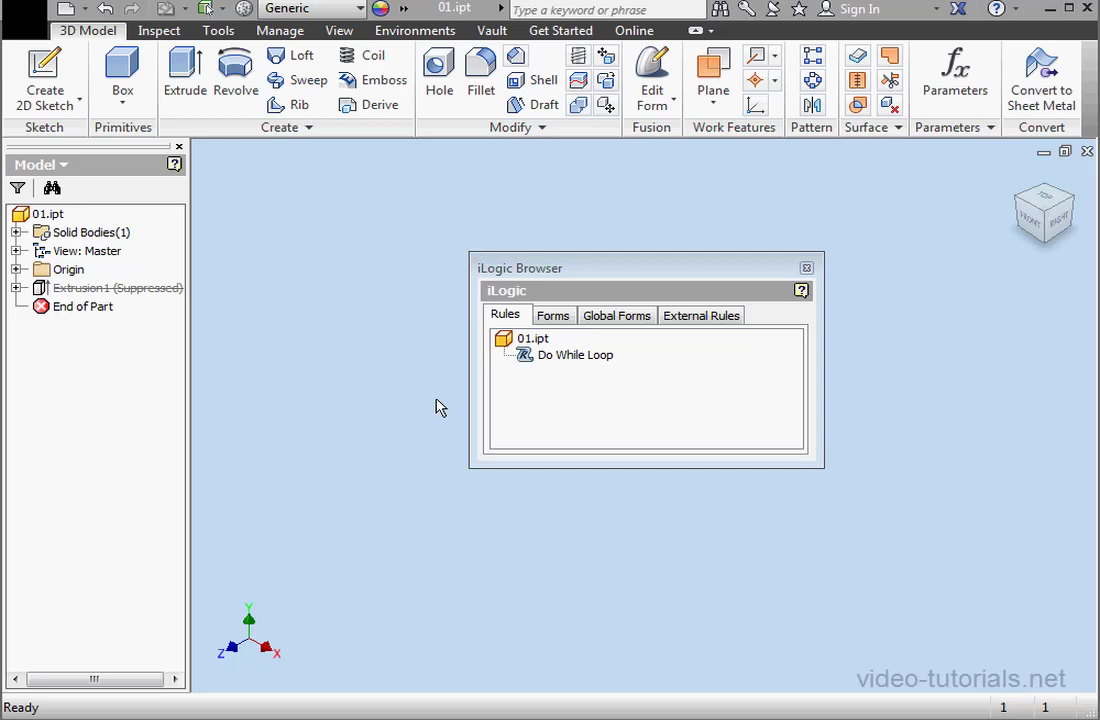 Generic
01.ipt
Type a keyword or phrase
Sign In
3D Model
Inspect
Tools
Manage
View
Environments
Vault
Get Started
Online
Create
2D Sketch
Box
Extrude
Revolve
Loft
Sweep
Rib
Coil
Emboss
Derive
Hole
Fillet
Shell
Draft
Edit
Form
Plane
Parameters
Convert to
Sheet Metal
Sketch
Primitives
Create
Modify
Fusion
Work Features
Pattern
Surface
Parameters
Convert
Model
01.ipt
Solid Bodies(1)
View: Master
Origin
Extrusion1 (Suppressed)
End of Part
iLogic Browser
iLogic
Rules
Forms
Global Forms
External Rules
01.ipt
Do While Loop
TOP
FRONT
RIGHT
Y
Z
X
video-tutorials.net
Ready
1
1